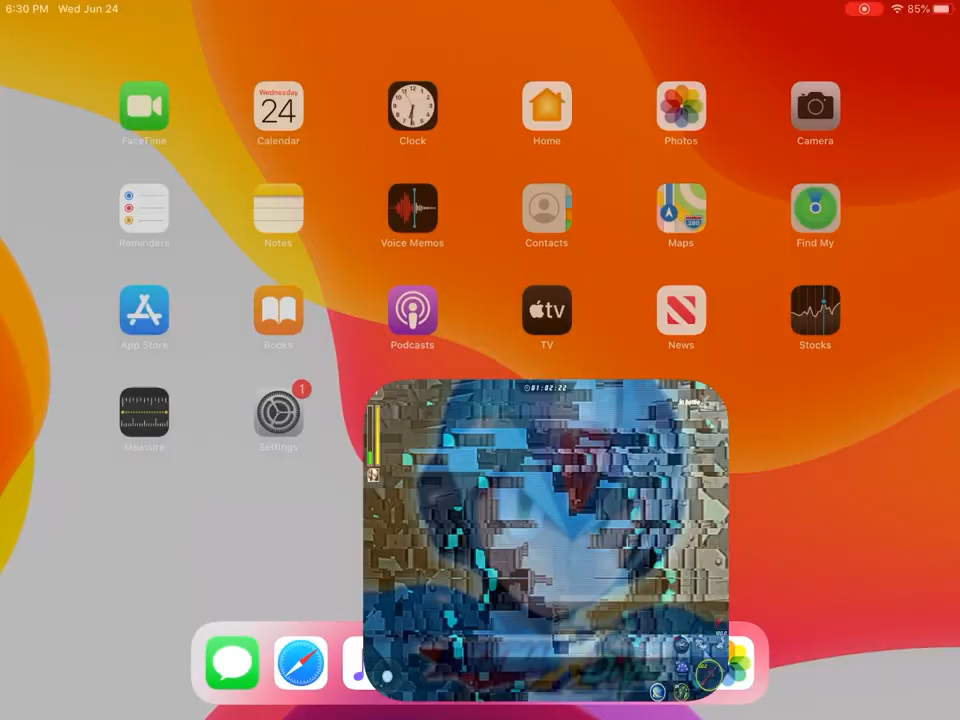 6:30 PM Wed Jun 24
85%
Wednesday
24
FaceTime Calendar Clock Home Photos Camera
280
Reminders Notes Voice Memos Contacts Maps Find My
tv
App Store Books Podcasts TV News Stocks
1
Measure Settings
01:02:22